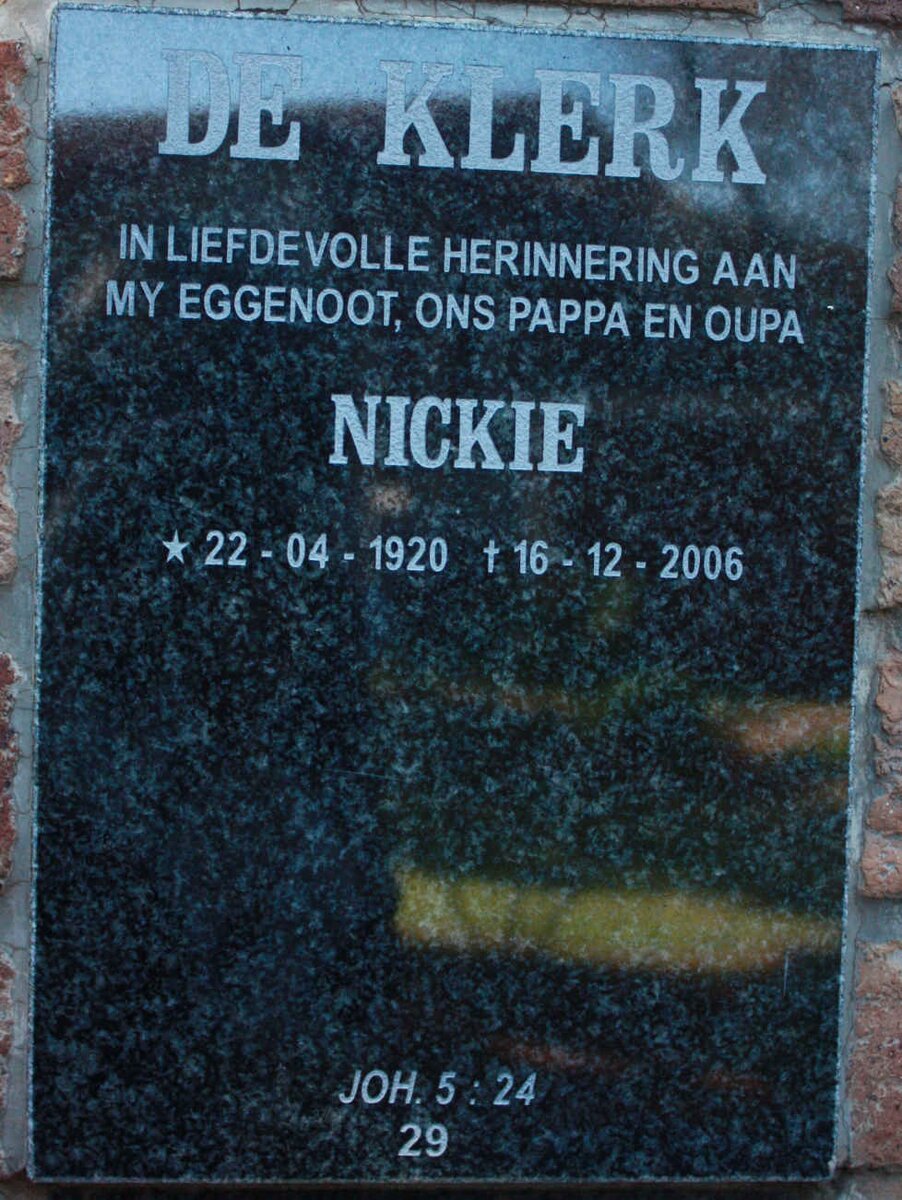 DE KLERK
IN LIEFDEVOLLE HERINNERING AAN
MY EGGENOOT, ONS PAPPA EN OUPA
NICKIE
★ 22 - 04 - 1920 † 16 - 12 - 2006
JOH. 5 : 24
29